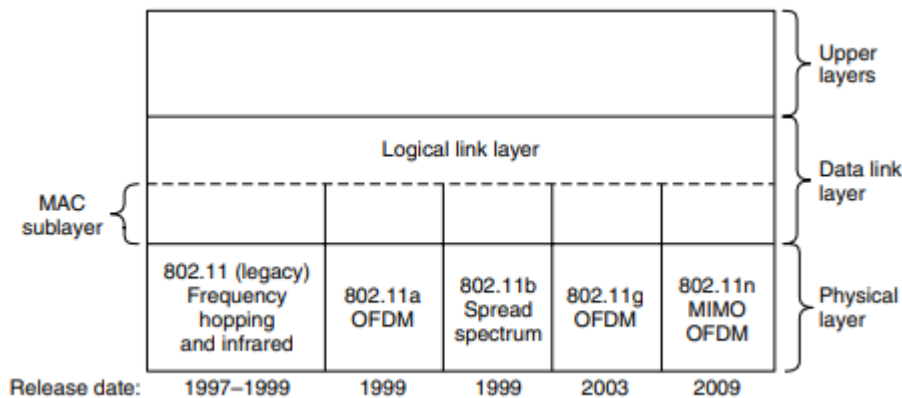 Upper
layers
Logical link layer
Data link
layer
MAC
sublayer
802.11 (legacy)
Frequency
hopping
and infrared
802.11a
OFDM
802.11b
Spread
spectrum
802.11g
OFDM
802.11n
MIMO
OFDM
Physical
layer
Release date: 1997–1999 1999 1999 2003 2009